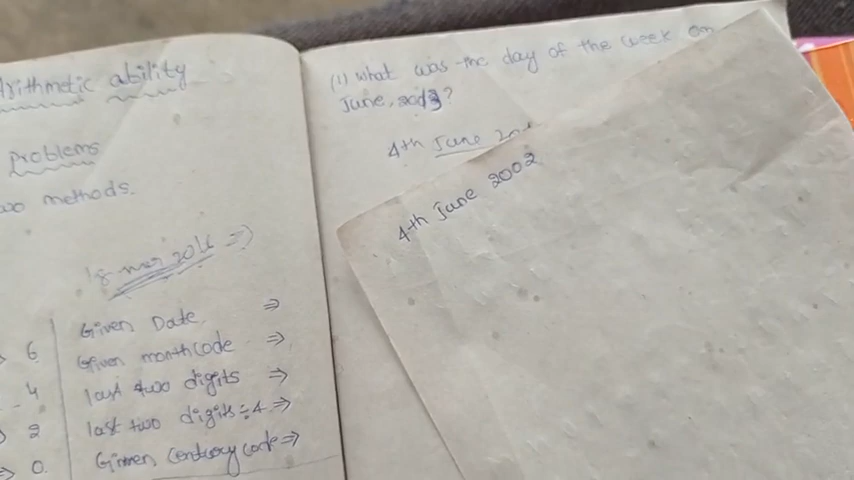 Arithmetic ability
problems
two methods.
18 mar 2016 ⇒
Given Date ⇒
6 Given month code ⇒
4 last two digits ⇒
2 last two digits ÷ 4 ⇒
0 Given Century code ⇒
(1) what was the day of the week on
June, 2013?
4th June
4th June 2002